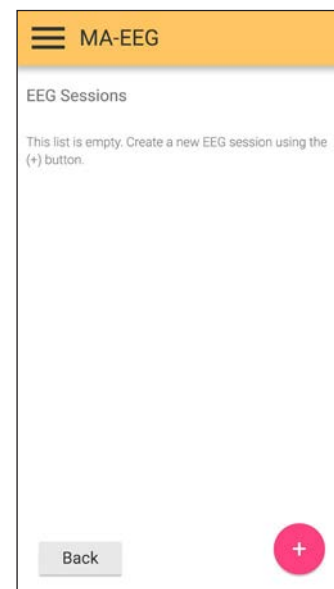 MA-EEG
EEG Sessions
This list is empty. Create a new EEG session using the
(+) button.
Back
+